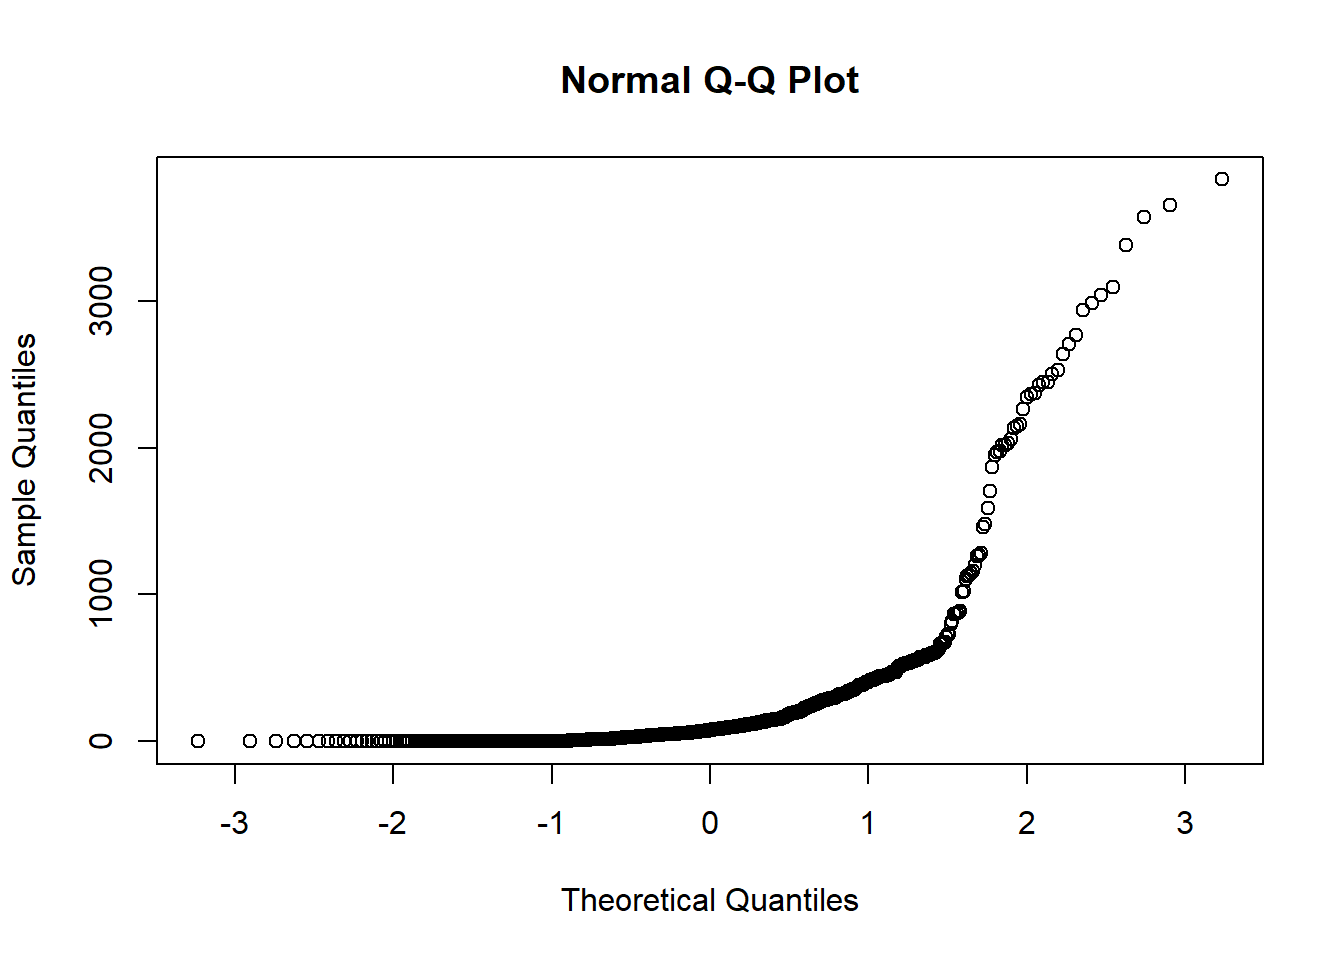 Normal Q-Q Plot
Sample Quantiles
3000
2000
1000
0
-3 -2 -1 0 1 2 3
Theoretical Quantiles